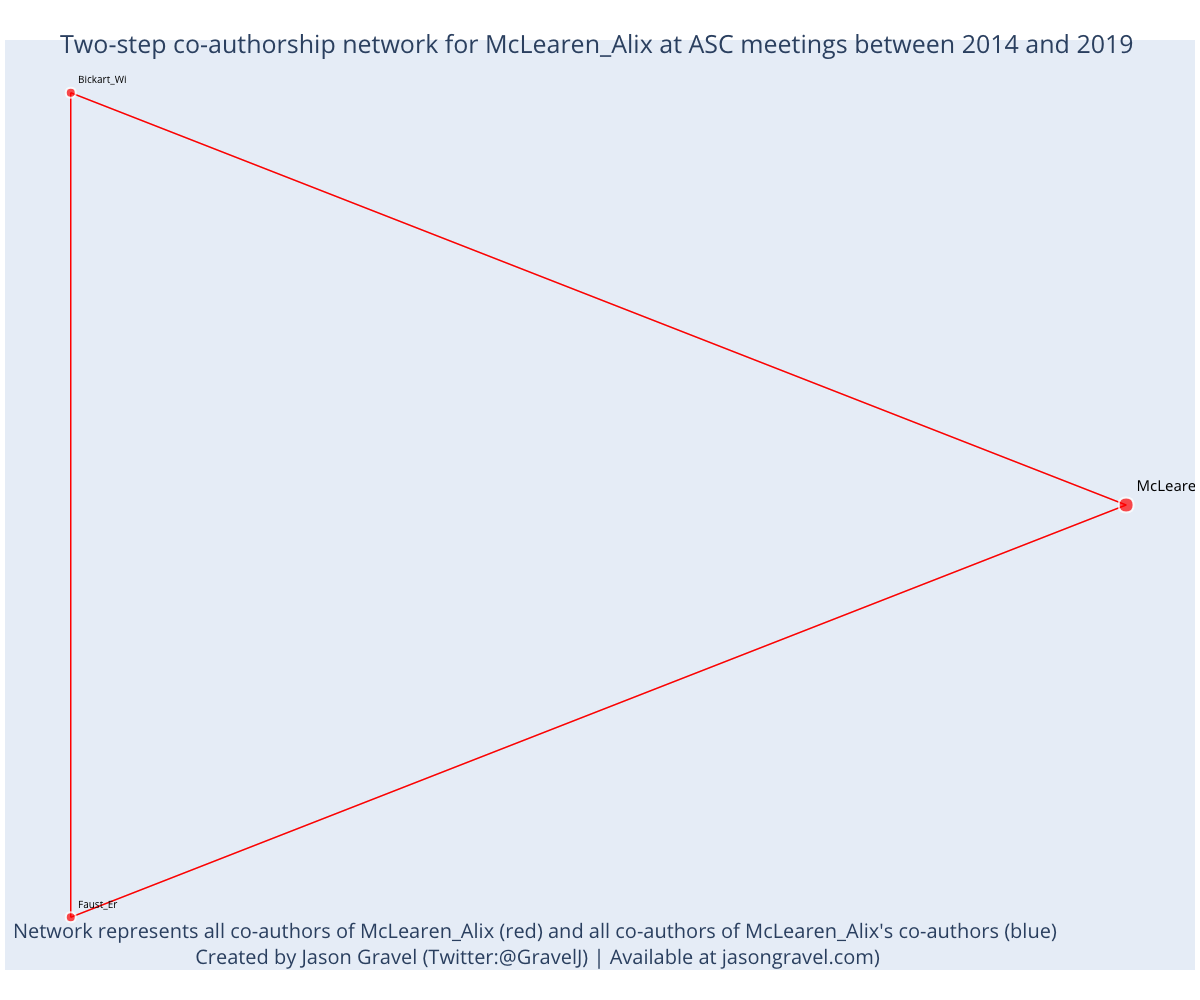 Two-step co-authorship network for McLearen_Alix at ASC meetings between 2014 and 2019
Bickart_Wi
McLeare
Faust_Er
Network represents all co-authors of McLearen_Alix (red) and all co-authors of McLearen_Alix's co-authors (blue)
Created by Jason Gravel (Twitter:@GravelJ) | Available at jasongravel.com)